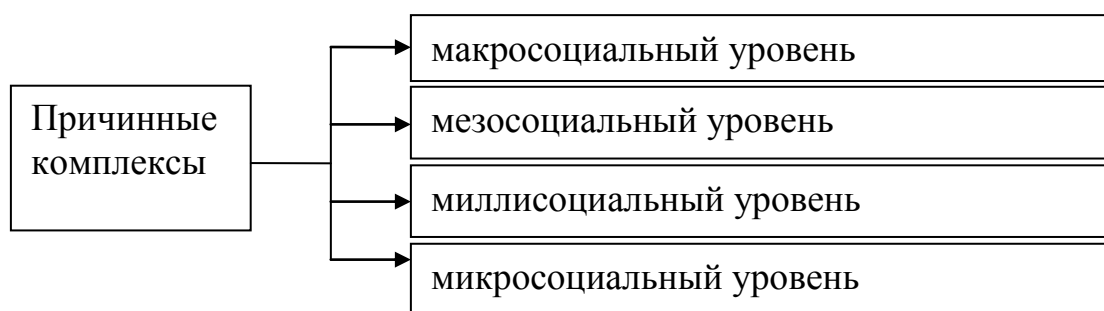 Причинные
комплексы
макросоциальный уровень
мезосоциальный уровень
миллисоциальный уровень
микросоциальный уровень